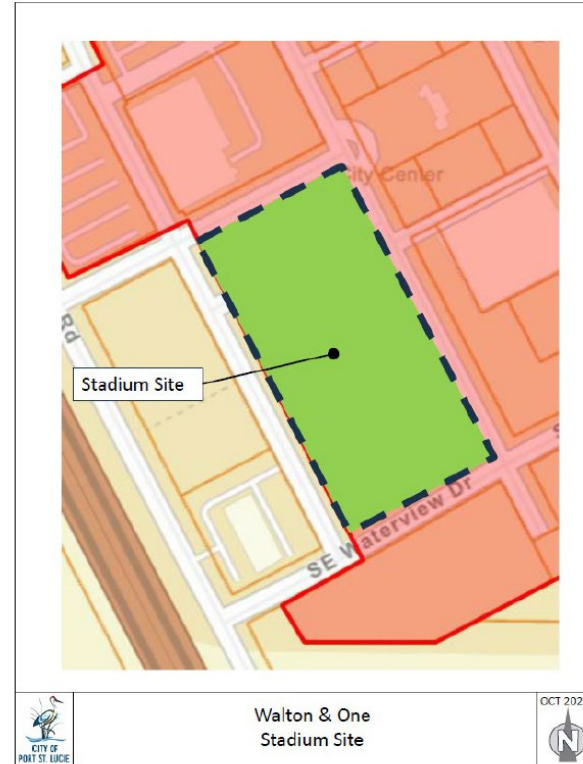 City Center
Rd
Stadium Site
S
SE Waterview Dr
CITY OF
PORT ST. LUCIE
Walton & One
Stadium Site
OCT 202
N